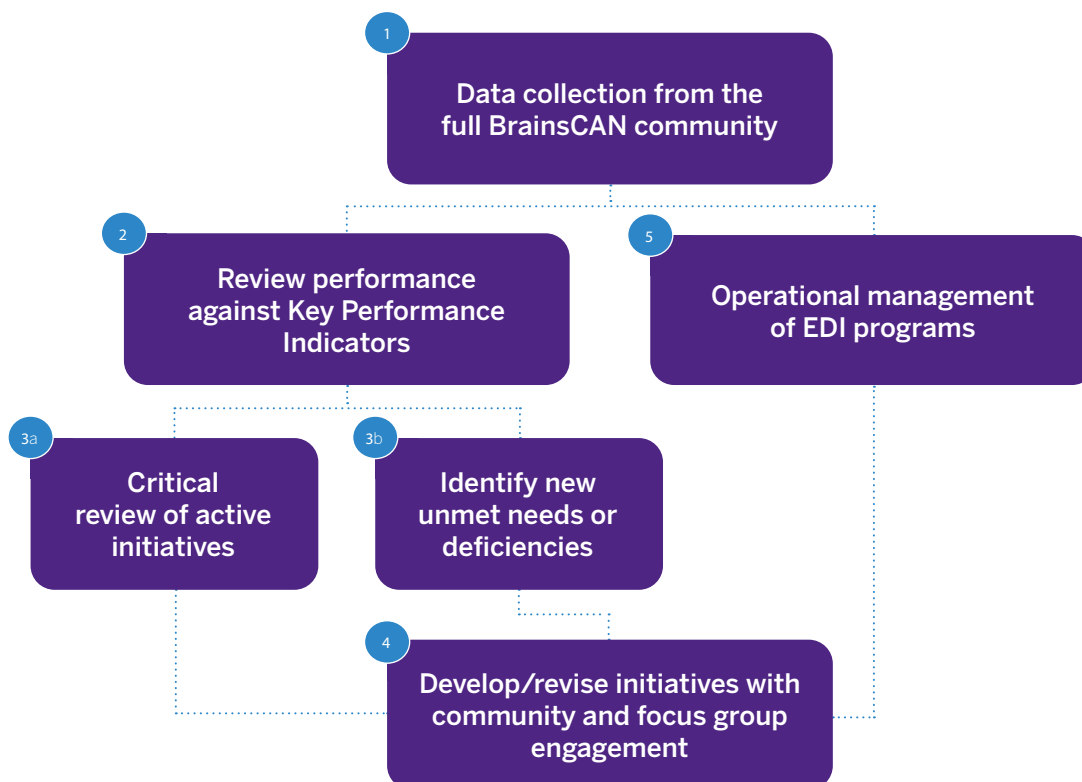 1
Data collection from the
full BrainsCAN community
2
Review performance
against Key Performance
Indicators
5
Operational management
of EDI programs
3a
Critical
review of active
initiatives
3b
Identify new
unmet needs or
deficiencies
4
Develop/revise initiatives with
community and focus group
engagement